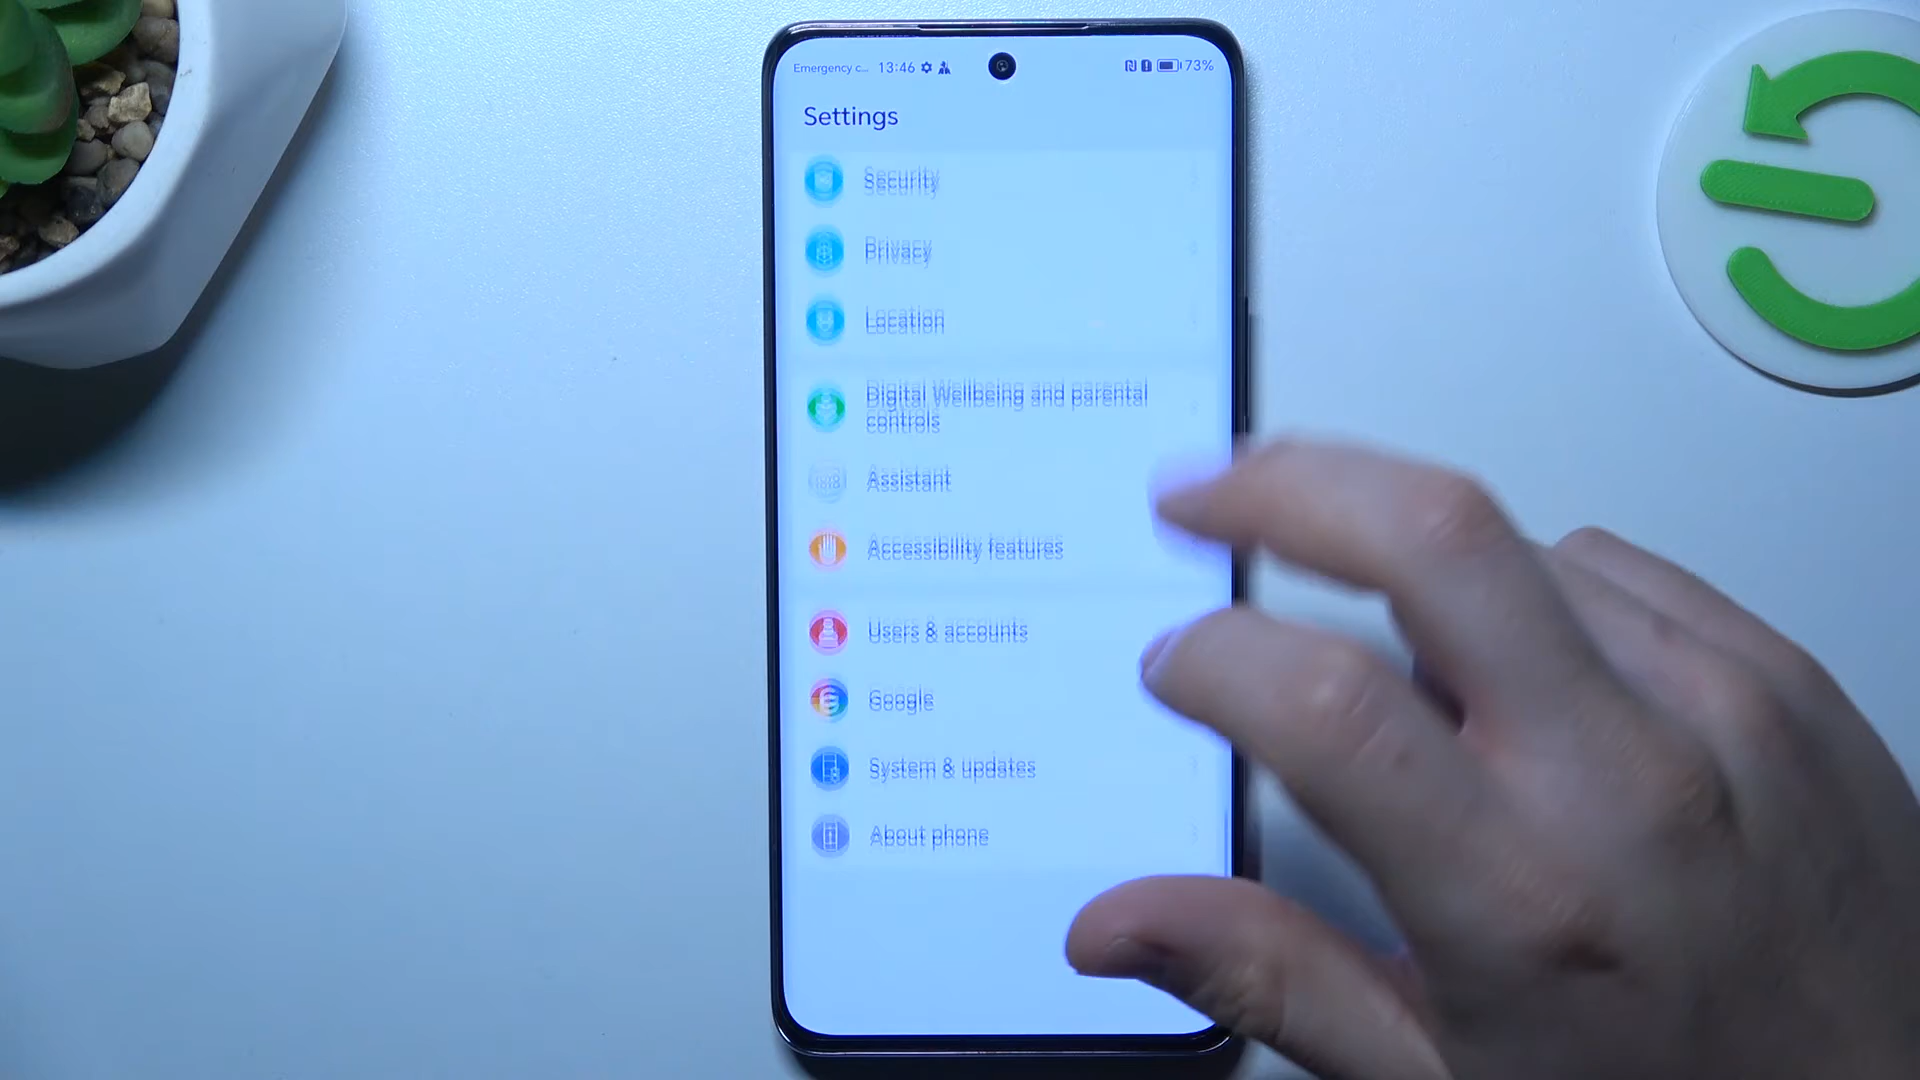 Emergency c... 13:46 73%
Settings
Security
Privacy
Location
Digital Wellbeing and parental
controls
Assistant
Accessibility features
Users & accounts
Google
System & updates
About phone